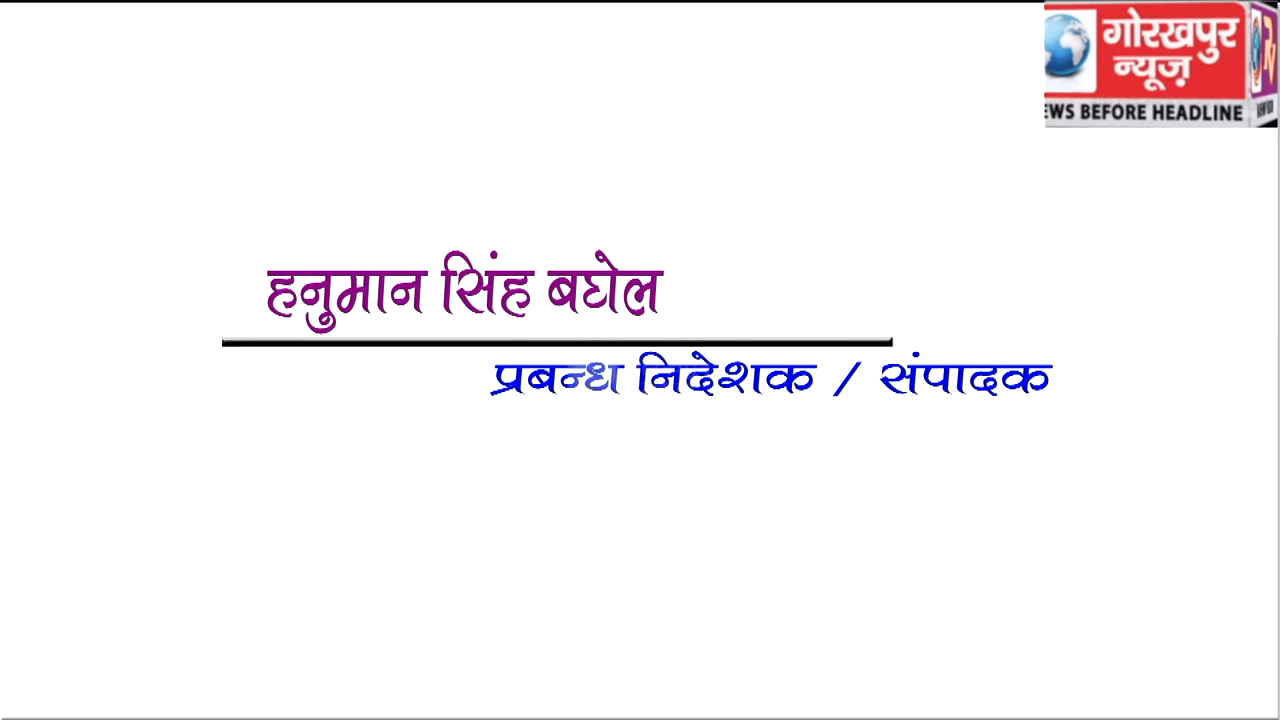 गोरखपुर
न्यूज़
EWS BEFORE HEADLINE
हनुमान सिंह बघेल
प्रबन्ध निदेशक / संपादक